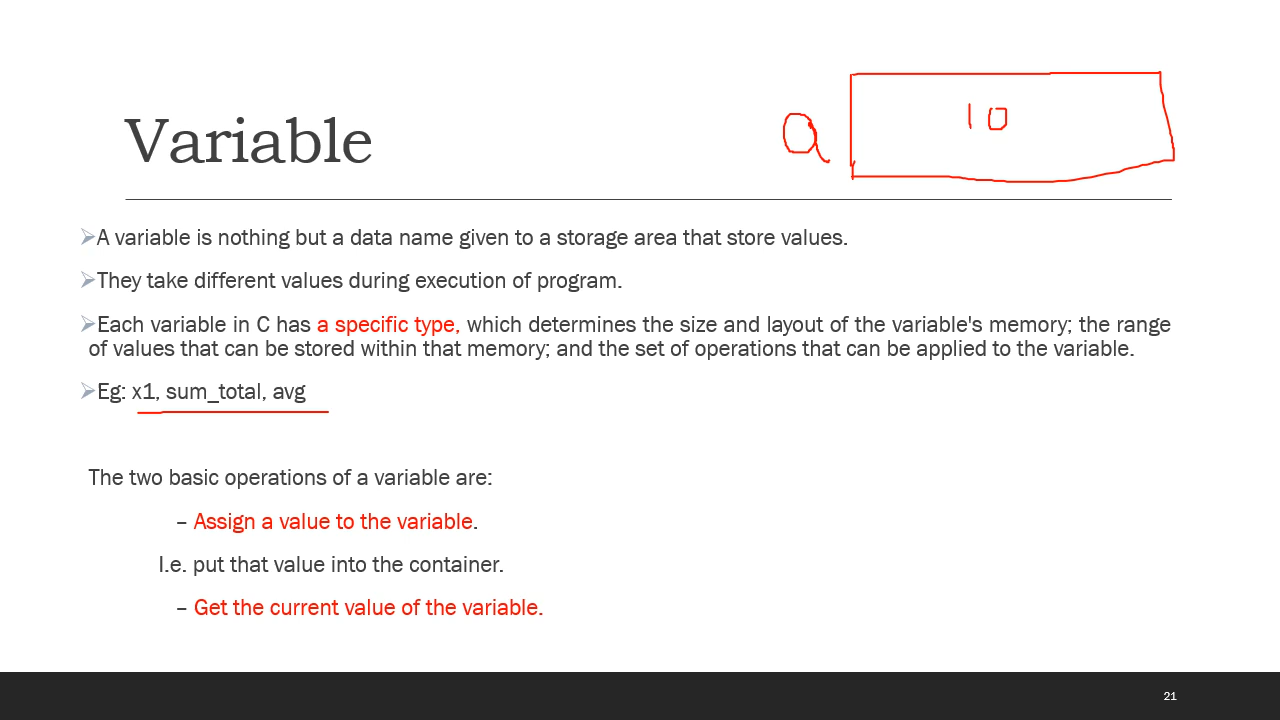 Variable
a
10
A variable is nothing but a data name given to a storage area that store values.
They take different values during execution of program.
Each variable in C has a specific type, which determines the size and layout of the variable's memory; the range
of values that can be stored within that memory; and the set of operations that can be applied to the variable.
Eg: x1, sum_total, avg
The two basic operations of a variable are:
– Assign a value to the variable.
I.e. put that value into the container.
– Get the current value of the variable.
21